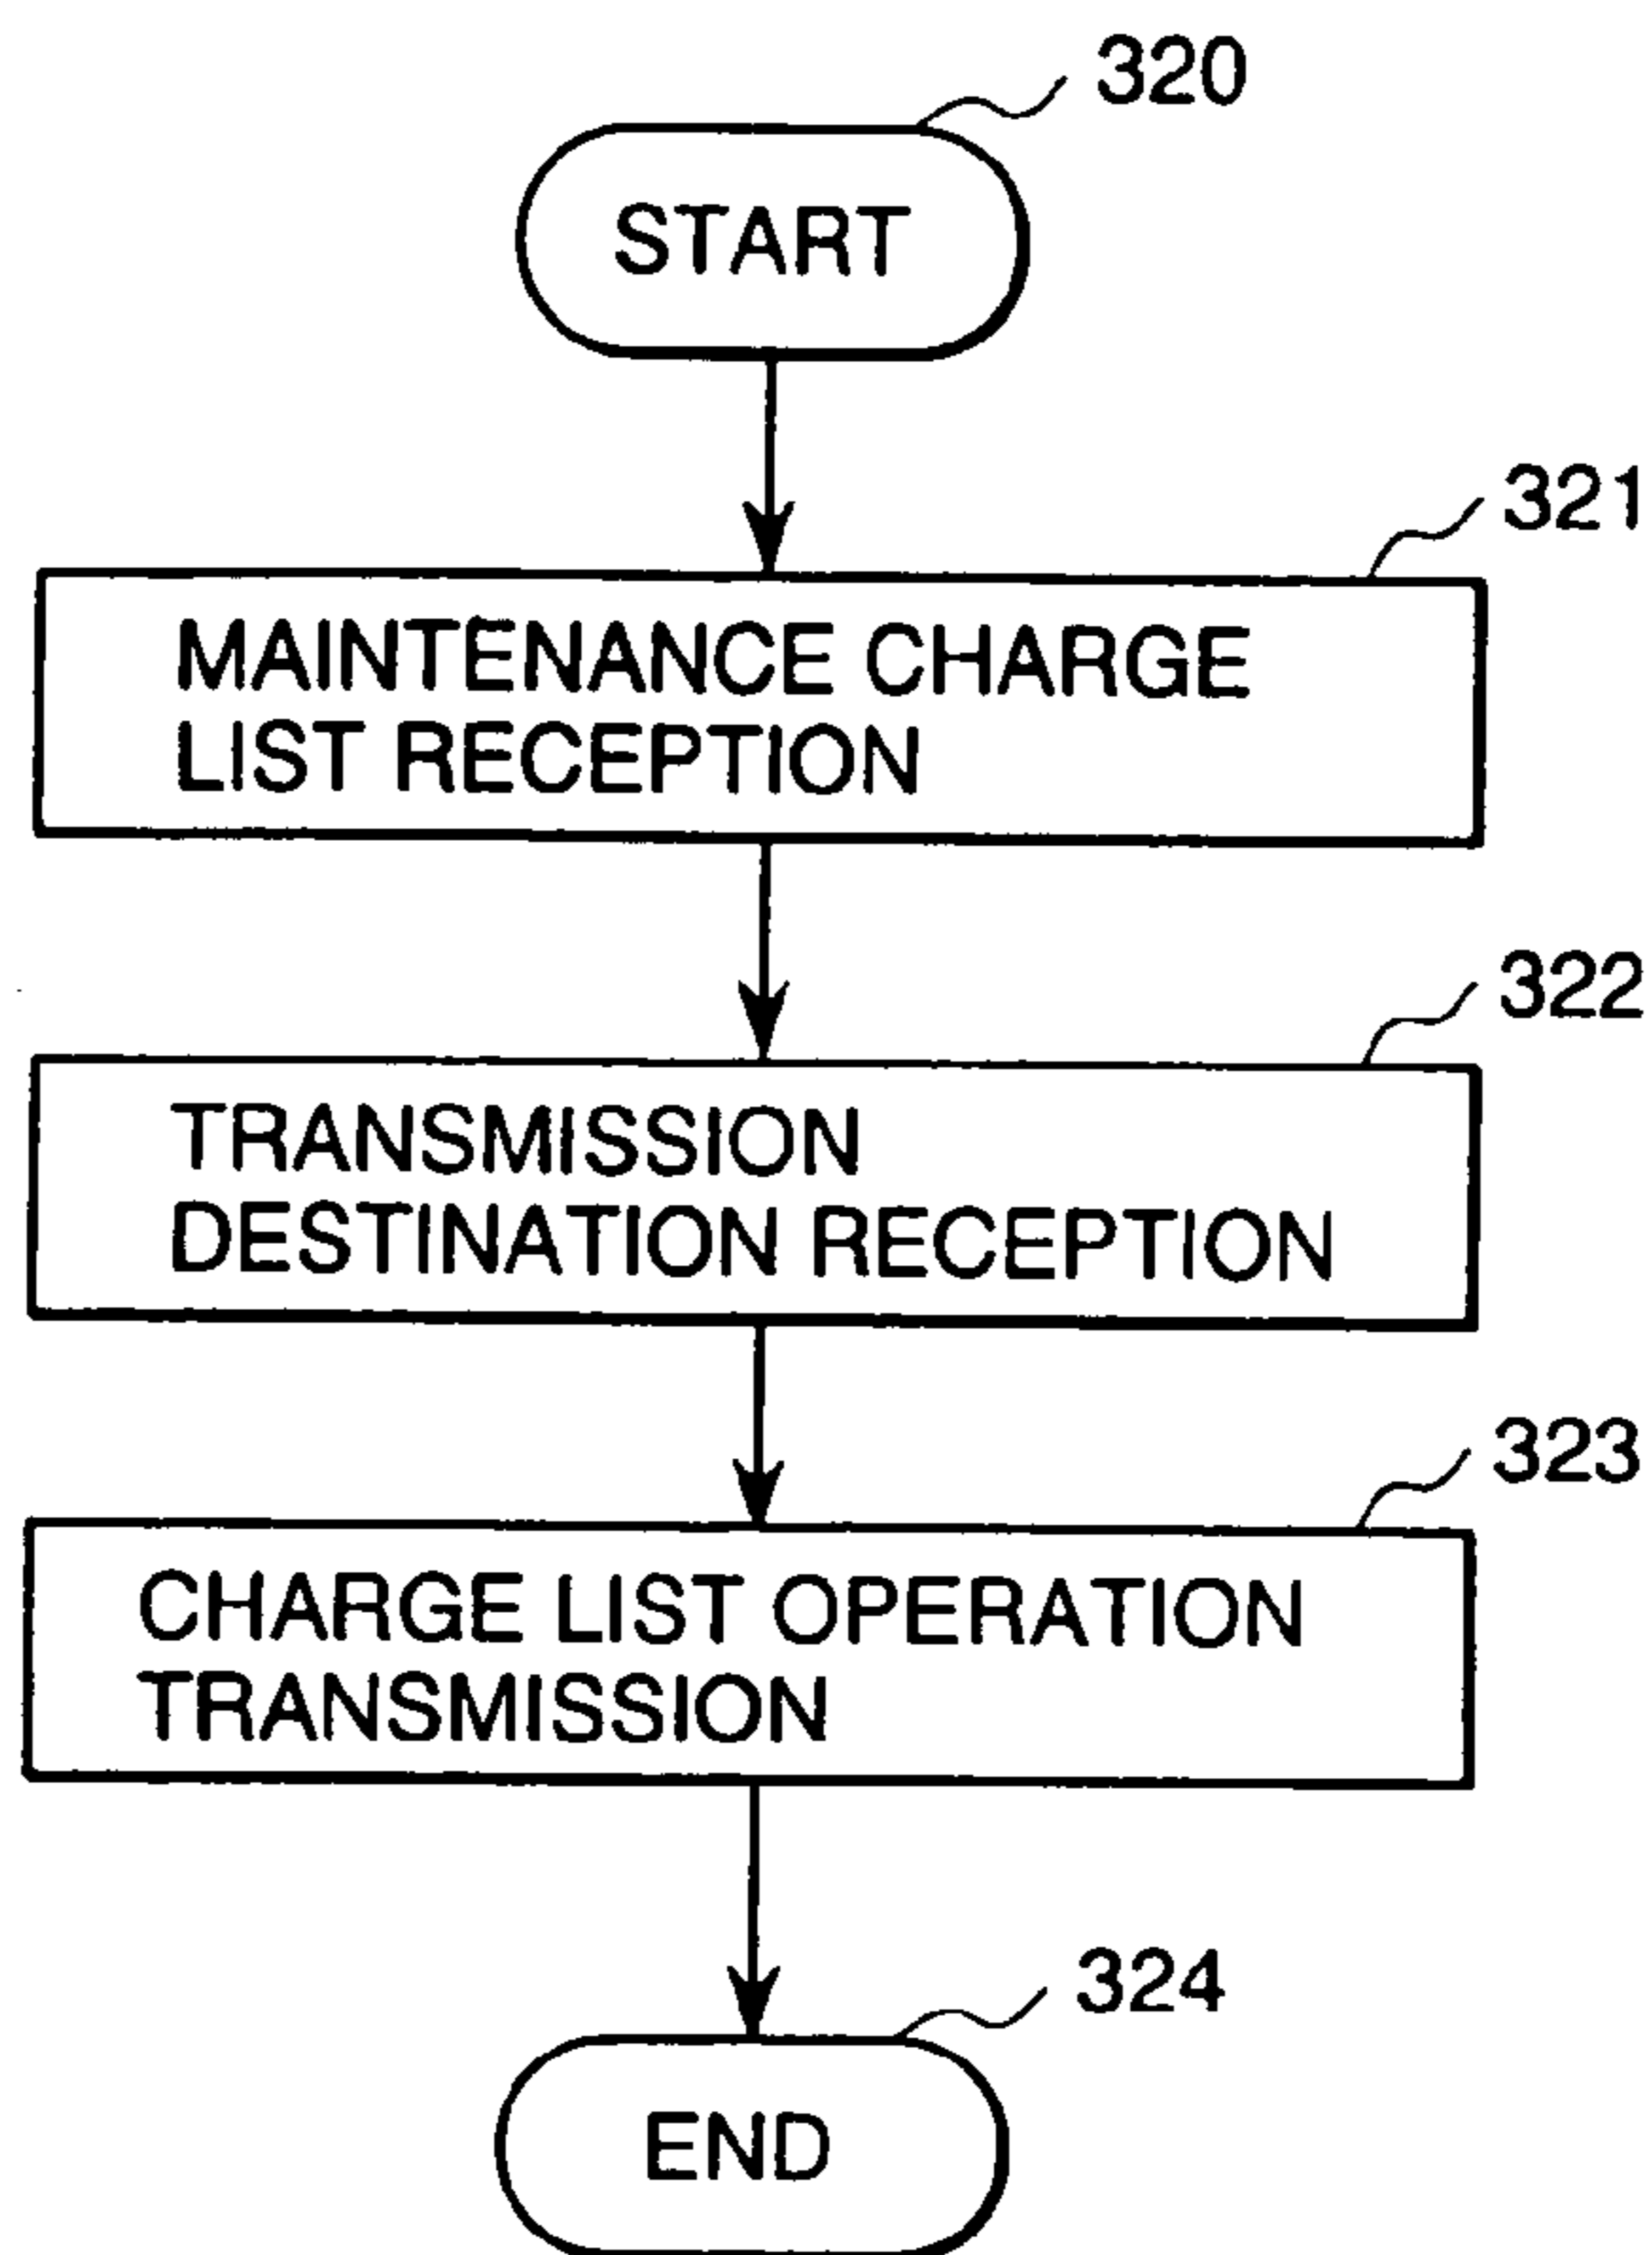 320
START
321
MAINTENANCE CHARGE
LIST RECEPTION
322
TRANSMISSION
DESTINATION RECEPTION
323
CHARGE LIST OPERATION
TRANSMISSION
324
END